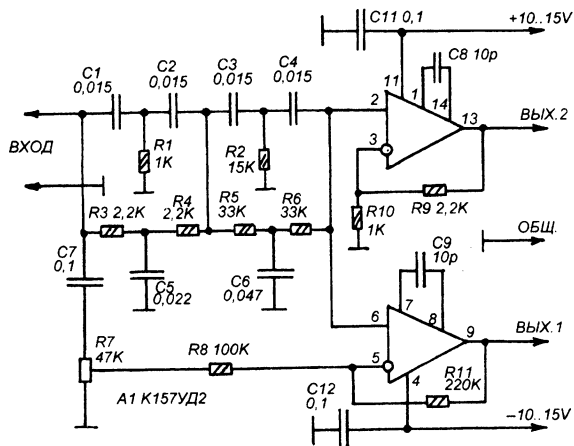 C11 0,1
+10..15V
C1
0,015
C2
0,015
C3
0,015
C4
0,015
C8 10p
11
1
14
2
13
3
ВЫХ.2
ВХОД
R1
1K
R2
15K
R3 2,2K
R4
2,2K
R5
33K
R6
33K
R10
1K
R9 2,2K
C7
0,1
C5
0,022
C6
0,047
C9
10p
ОБЩ.
7
8
6
9
5
4
ВЫХ.1
R7
47K
R8 100K
R11
220K
A1 К157УД2
C12
0,1
–10..15V